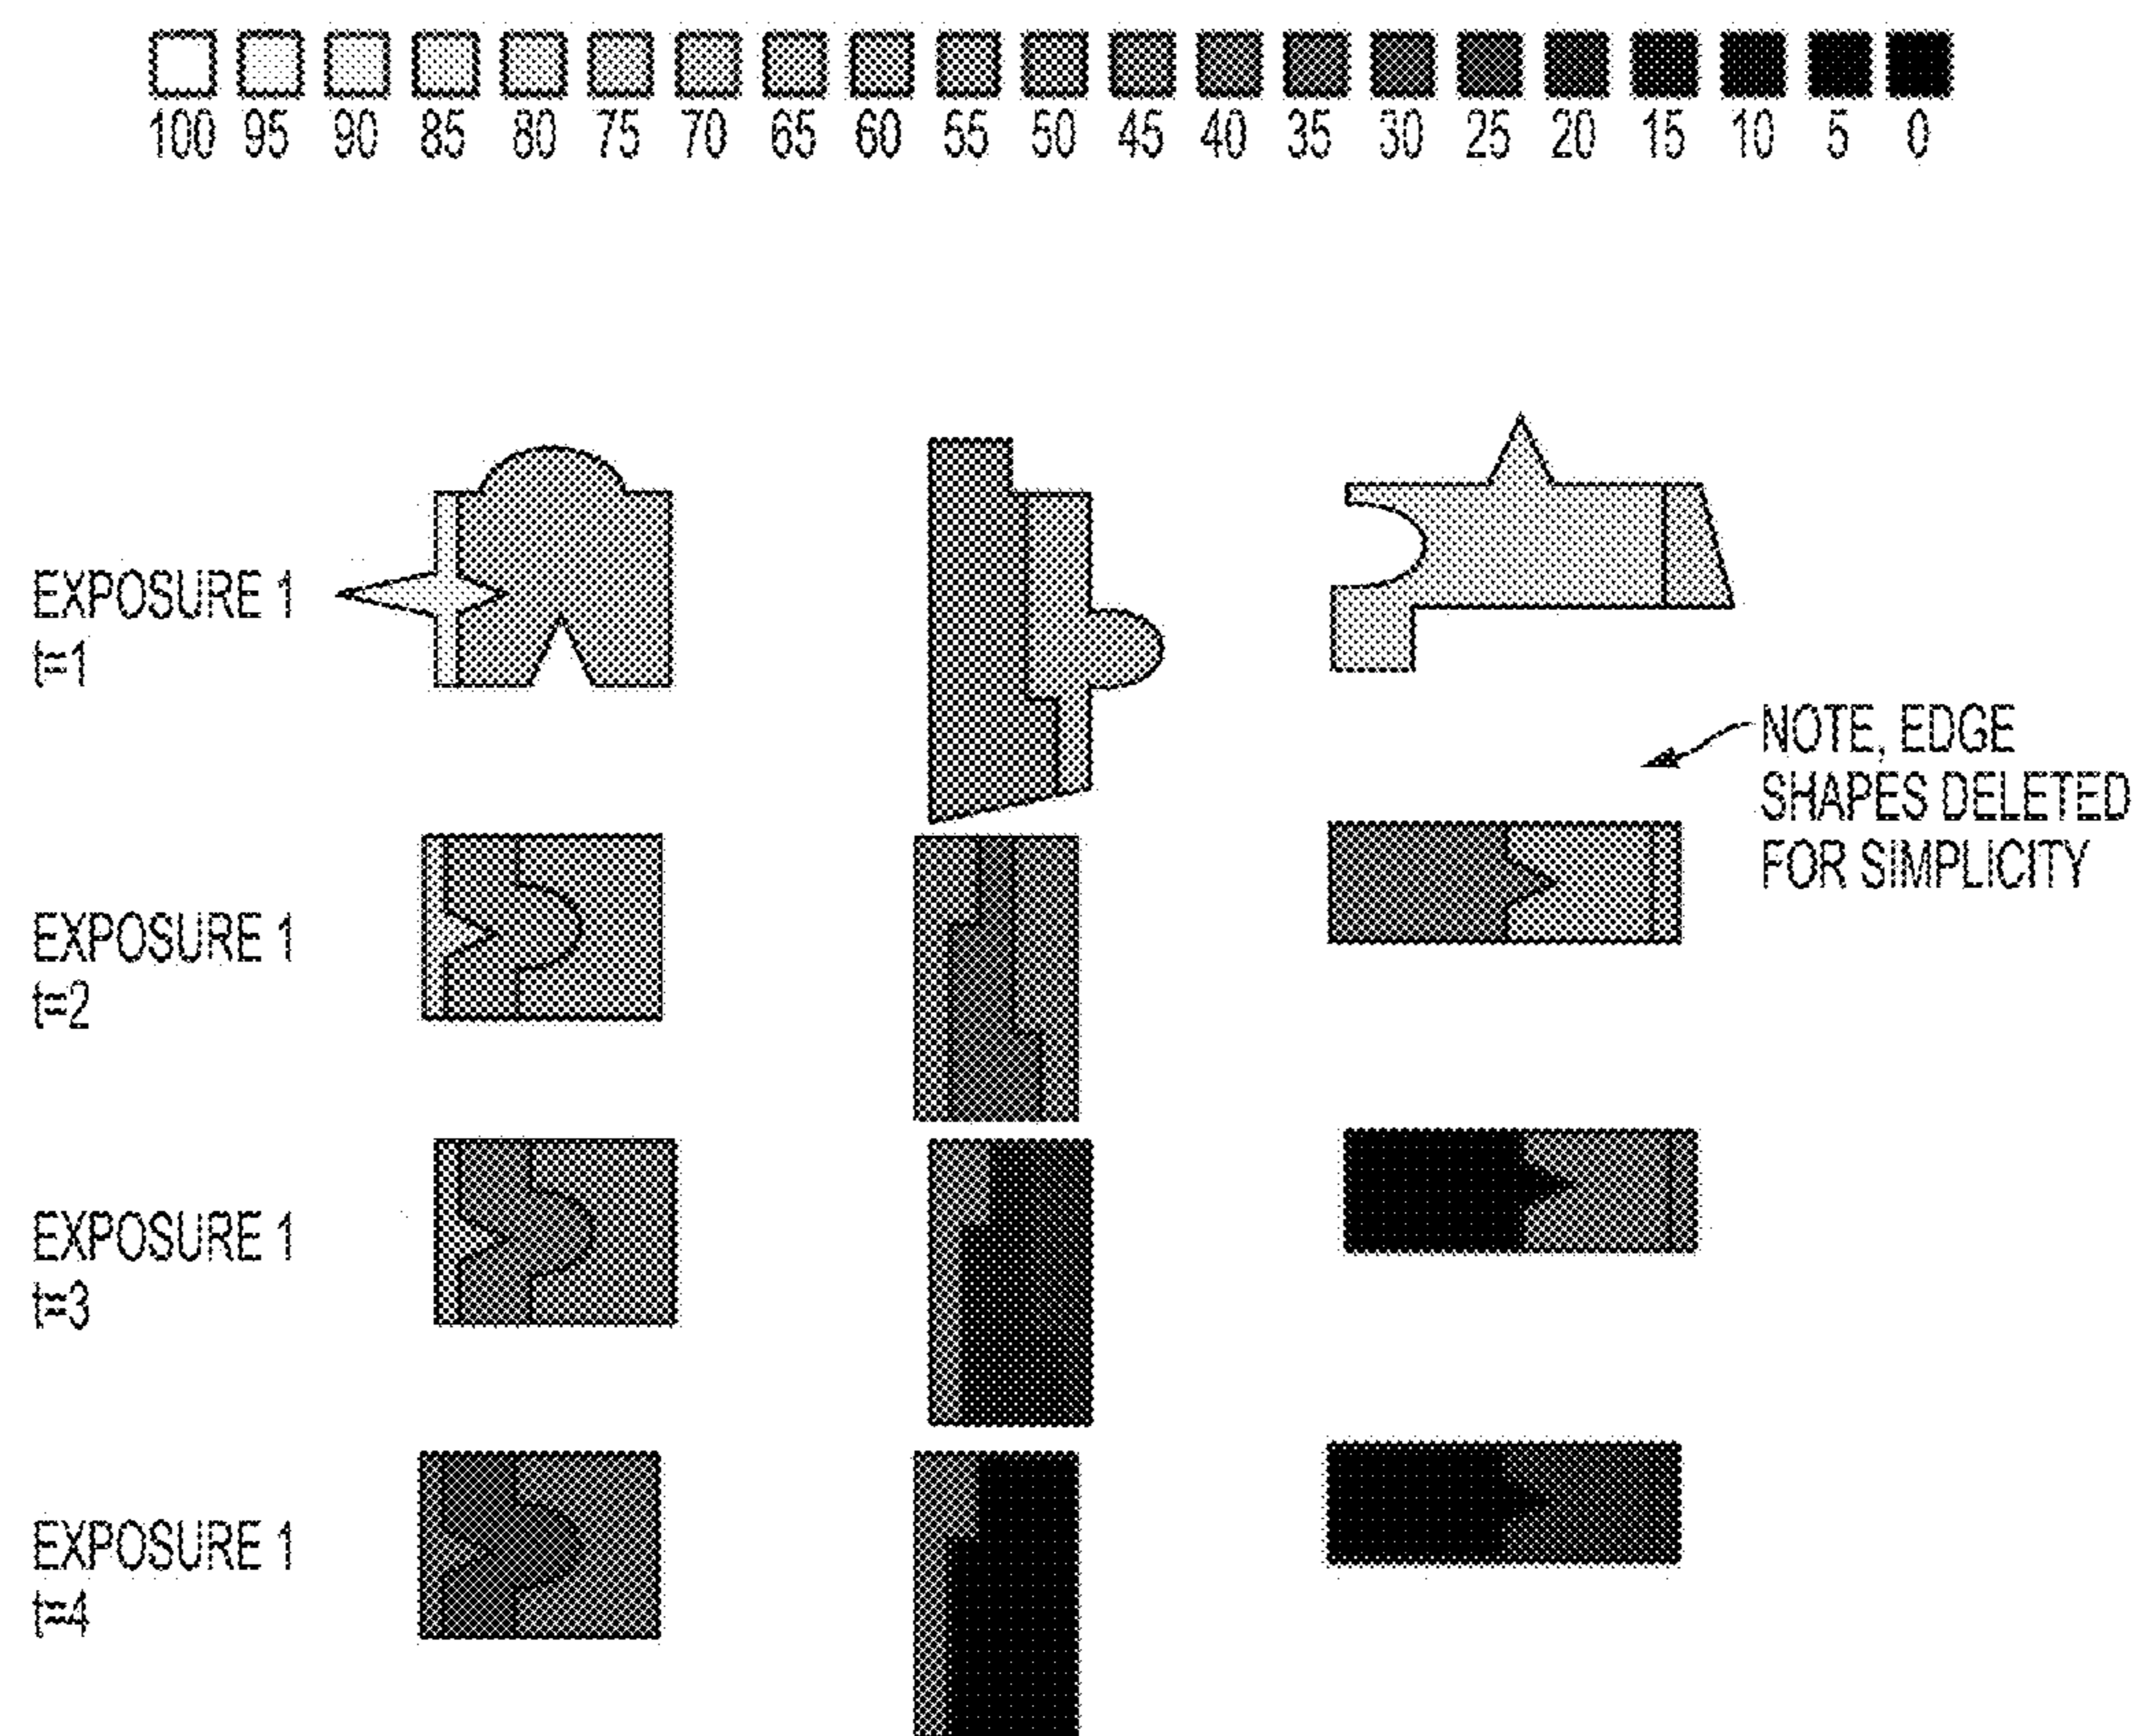 100 95 90 85 80 75 70 65 60 55 50 45 40 35 30 25 20 15 10 5 0
EXPOSURE 1
t=1
NOTE, EDGE
SHAPES DELETED
FOR SIMPLICITY
EXPOSURE 1
t=2
EXPOSURE 1
t=3
EXPOSURE 1
t=4